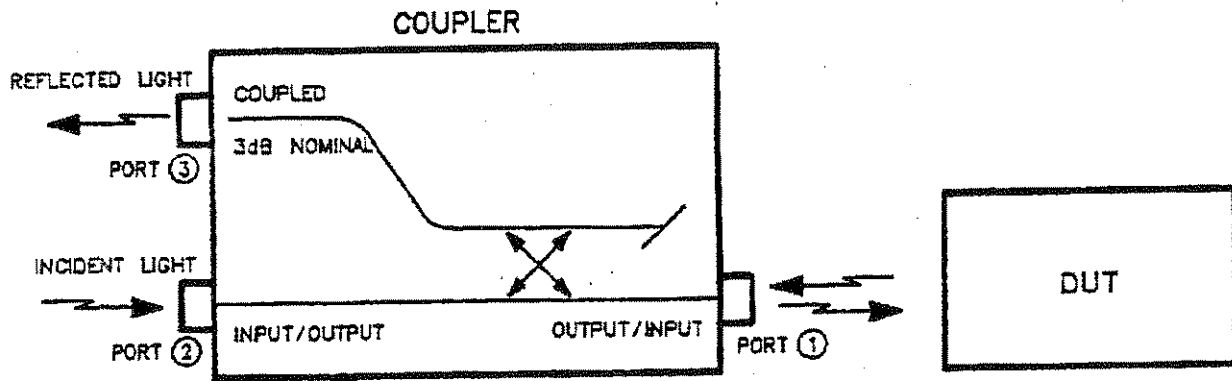 COUPLER
REFLECTED LIGHT
COUPLED
3dB NOMINAL
PORT ③
INCIDENT LIGHT
INPUT/OUTPUT
OUTPUT/INPUT
PORT ②
PORT ①
DUT